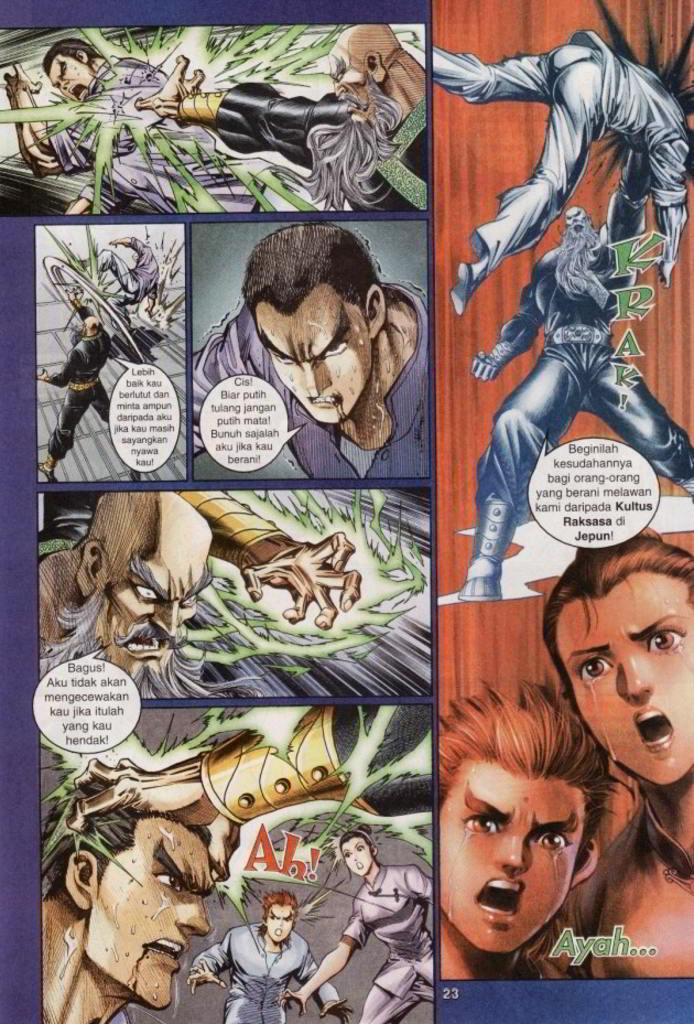 Lebih
baik kau
berlutut dan
minta ampun
daripada aku
jika kau masih
sayangkan
nyawa
kau!
Cis!
Biar putih
tulang jangan
putih mata!
Bunuh sajalah
aku jika kau
berani!
Bagus!
Aku tidak akan
mengecewakan
kau jika itulah
yang kau
hendak!
Ah!
KRAK!
Beginilah
kesudahannya
bagi orang-orang
yang berani melawan
kami daripada Kultus
Raksasa di
Jepun!
Ayah...
23